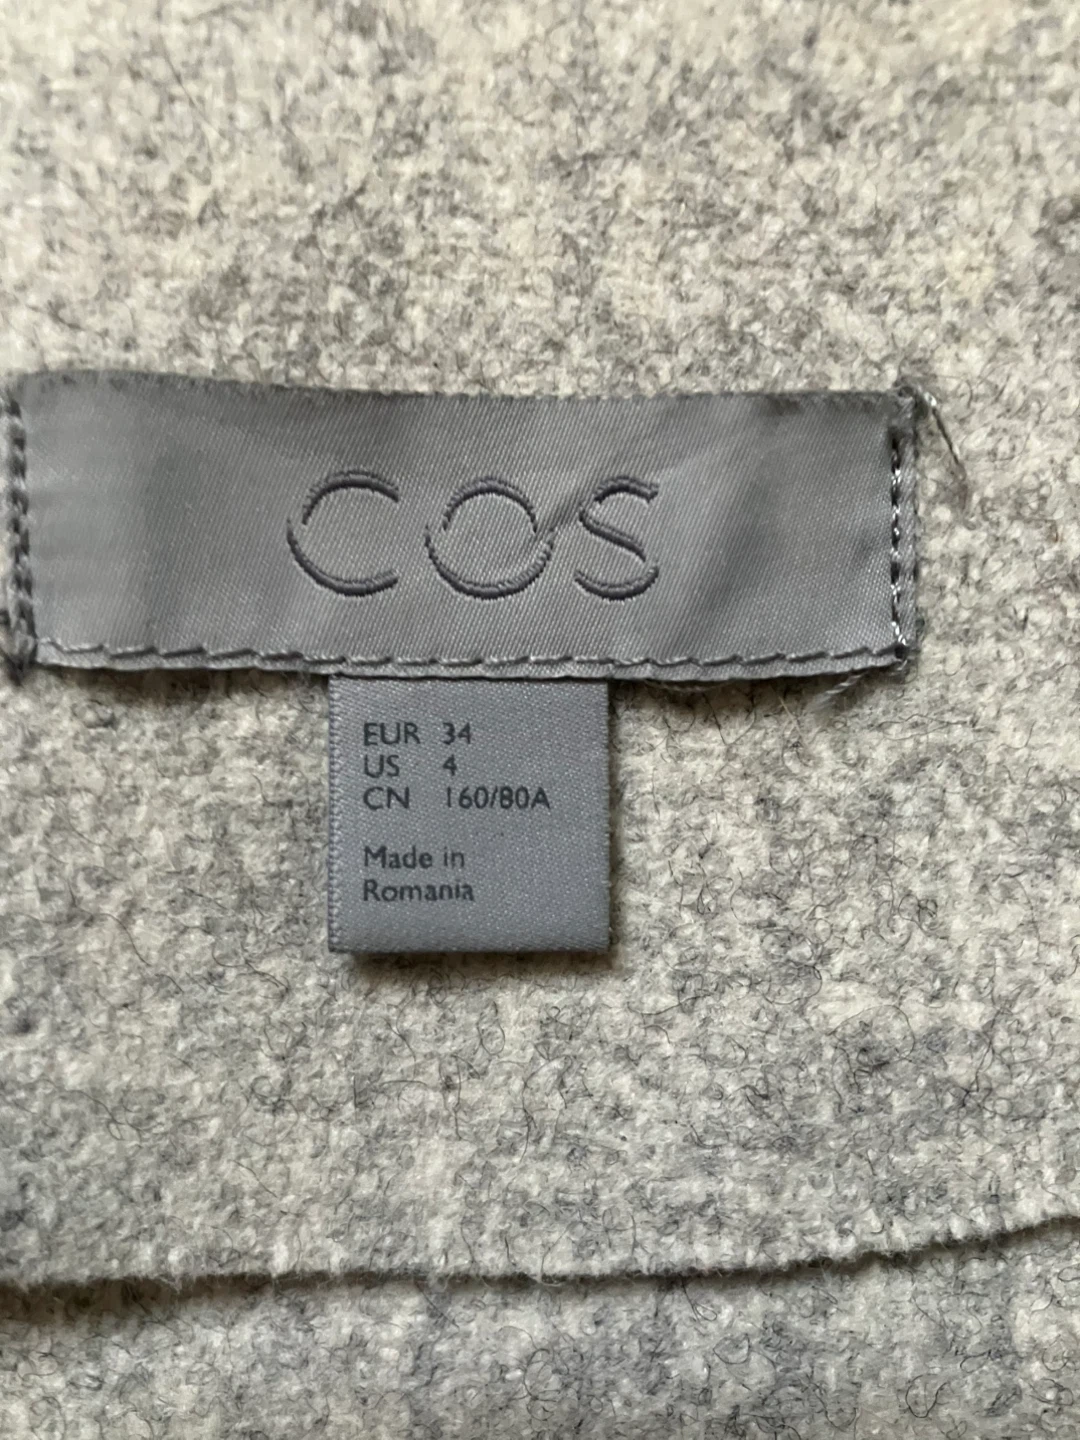 COS
EUR 34
US 4
CN 160/80A
Made in
Romania